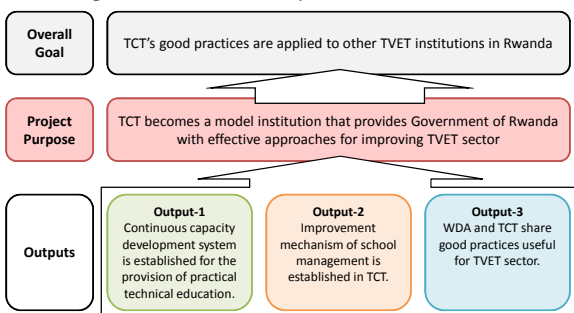 Overall
Goal
TCT's good practices are applied to other TVET institutions in Rwanda
Project
Purpose
TCT becomes a model institution that provides Government of Rwanda
with effective approaches for improving TVET sector
Outputs
Output-1
Continuous capacity
development system
is established for the
provision of practical
technical education.
Output-2
Improvement
mechanism of school
management is
established in TCT.
Output-3
WDA and TCT share
good practices useful
for TVET sector.